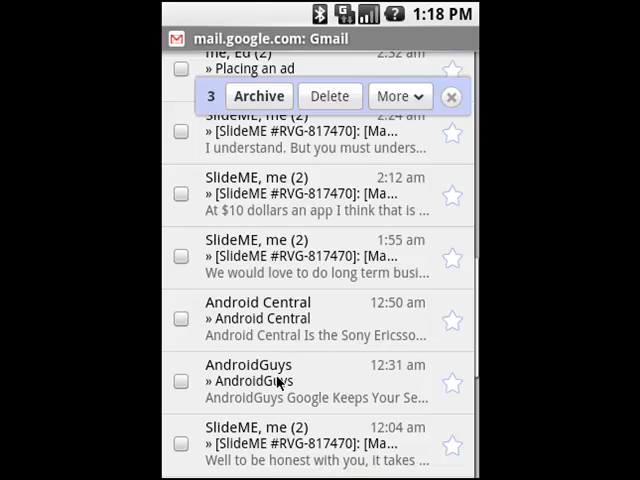 1:18 PM
mail.google.com: Gmail
me, Ed (2) 2:32 am
» Placing an ad
3 Archive Delete More
SlideME, me (2) 2:24 am
» [SlideME #RVG-817470]: [Ma...
I understand. But you must unders...
SlideME, me (2) 2:12 am
» [SlideME #RVG-817470]: [Ma...
At $10 dollars an app I think that is ...
SlideME, me (2) 1:55 am
» [SlideME #RVG-817470]: [Ma...
We would love to do long term busi...
Android Central 12:50 am
» Android Central
Android Central Is the Sony Ericsso...
AndroidGuys 12:31 am
» AndroidGuys
AndroidGuys Google Keeps Your Se...
SlideME, me (2) 12:04 am
» [SlideME #RVG-817470]: [Ma...
Well to be honest with you, it takes ...